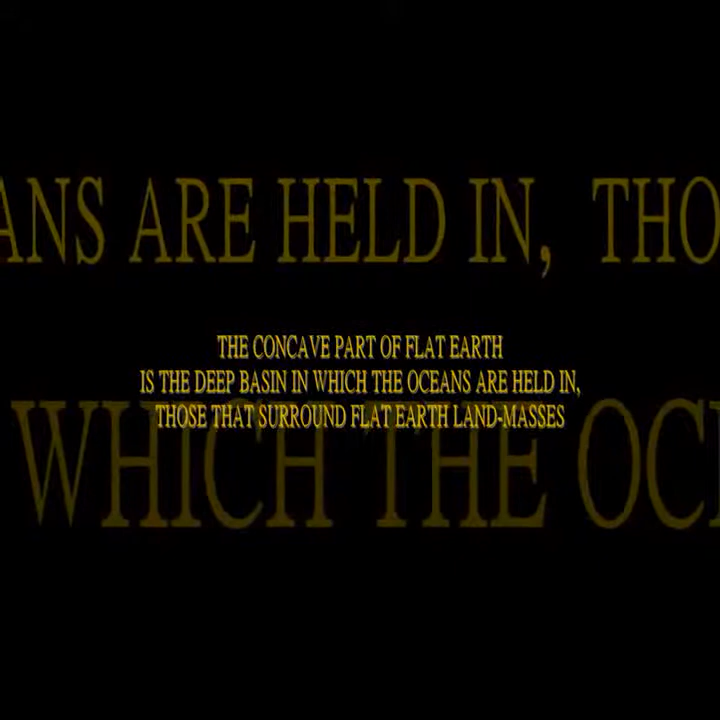 ANS ARE HELD IN, THO
THE CONCAVE PART OF FLAT EARTH
IS THE DEEP BASIN IN WHICH THE OCEANS ARE HELD IN,
THOSE THAT SURROUND FLAT EARTH LAND-MASSES
WHICH THE OC